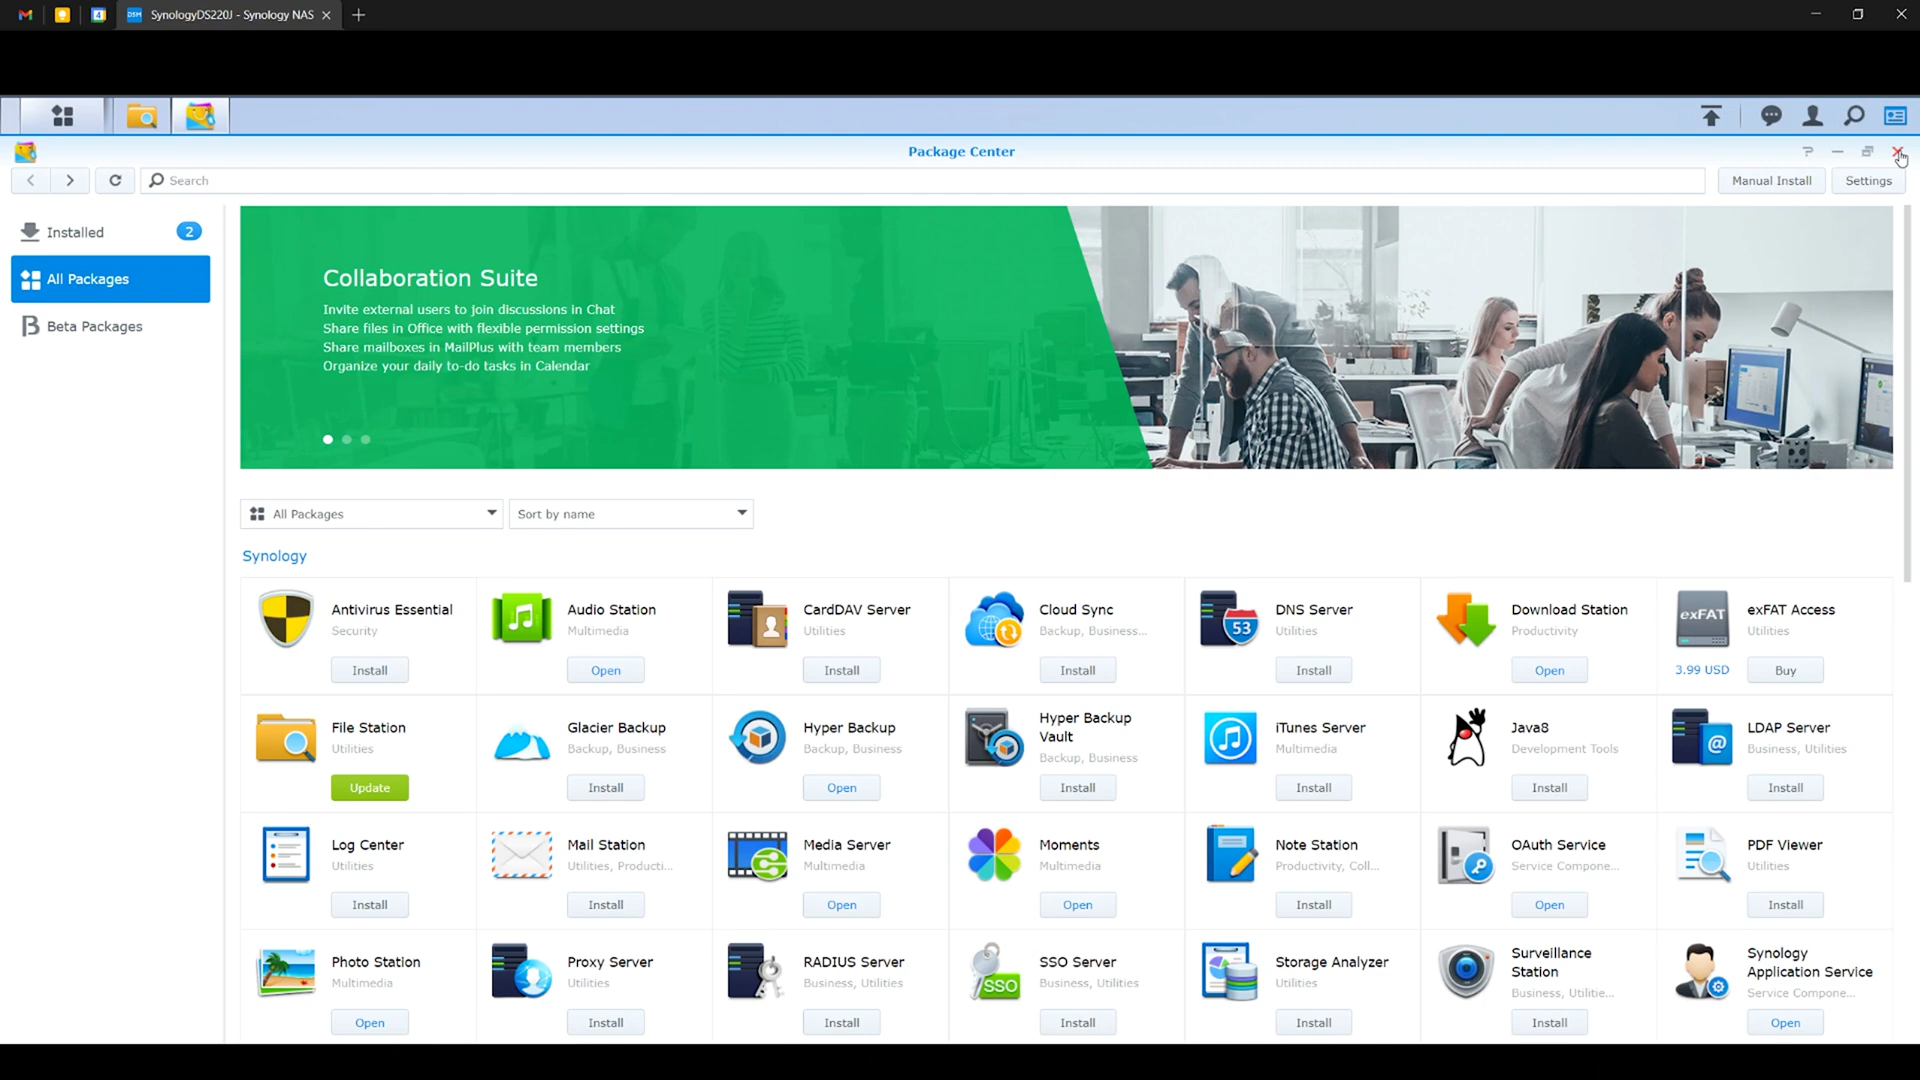 SynologyDS220J - Synology NAS
Package Center
Search
Manual Install
Settings
Installed
2
All Packages
Beta Packages
Collaboration Suite
Invite external users to join discussions in Chat
Share files in Office with flexible permission settings
Share mailboxes in MailPlus with team members
Organize your daily to-do tasks in Calendar
All Packages
Sort by name
Synology
Antivirus Essential
Security
Install
Audio Station
Multimedia
Open
CardDAV Server
Utilities
Install
Cloud Sync
Backup, Business...
Install
53
DNS Server
Utilities
Install
Download Station
Productivity
Open
exFAT
exFAT Access
Utilities
3.99 USD
Buy
File Station
Utilities
Update
Glacier Backup
Backup, Business
Install
Hyper Backup
Backup, Business
Open
Hyper Backup
Vault
Backup, Business
Install
iTunes Server
Multimedia
Install
Java8
Development Tools
Install
@
LDAP Server
Business, Utilities
Install
Log Center
Utilities
Install
Mail Station
Utilities, Producti...
Install
Media Server
Multimedia
Open
Moments
Multimedia
Open
Note Station
Productivity, Coll...
Install
OAuth Service
Service Compone...
Open
PDF Viewer
Utilities
Install
Photo Station
Multimedia
Open
Proxy Server
Utilities
Install
RADIUS Server
Business, Utilities
Install
SSO
SSO Server
Business, Utilities
Install
Storage Analyzer
Utilities
Install
Surveillance
Station
Business, Utilitie...
Install
Synology
Application Service
Service Compone...
Open